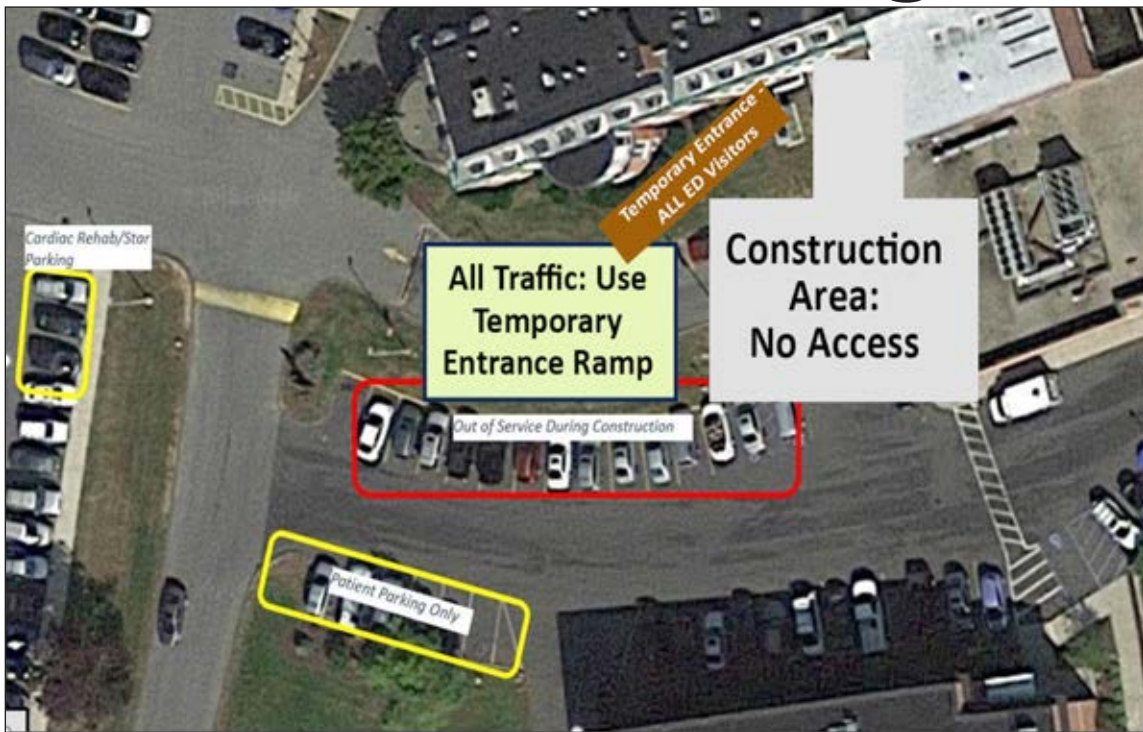 Temporary Entrance -
ALL ED Visitors
Cardiac Rehab/Star
Parking
All Traffic: Use
Temporary
Entrance Ramp
Construction
Area:
No Access
Out of Service During Construction
Patient Parking Only